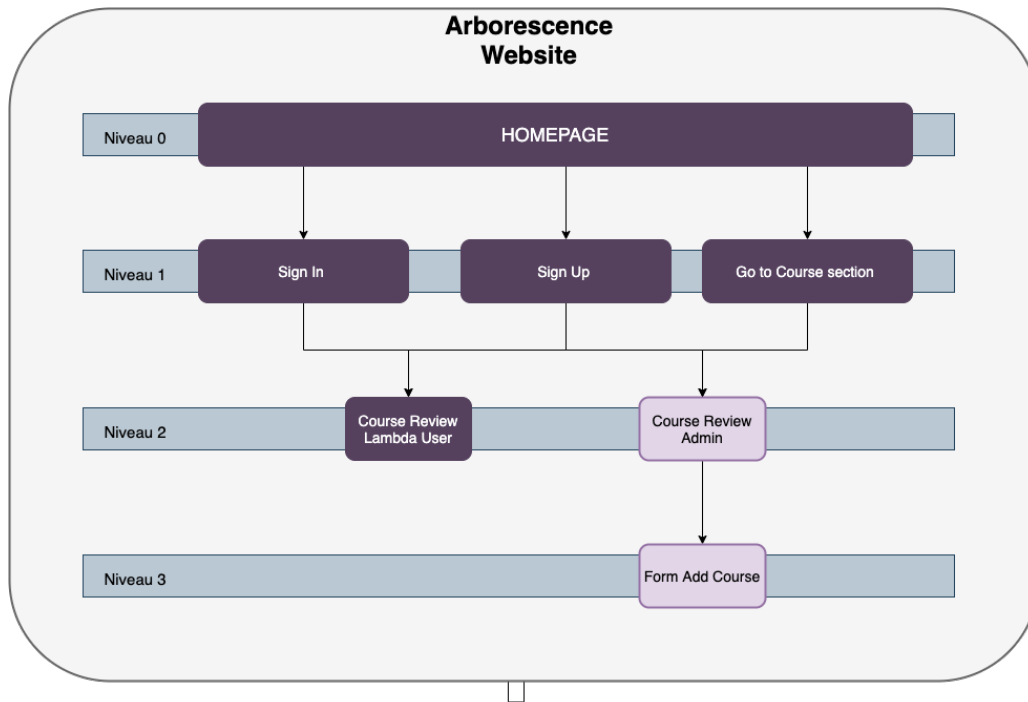 Arborescence
Website
Niveau 0
HOMEPAGE
Niveau 1
Sign In
Sign Up
Go to Course section
Niveau 2
Course Review
Lambda User
Course Review
Admin
Niveau 3
Form Add Course